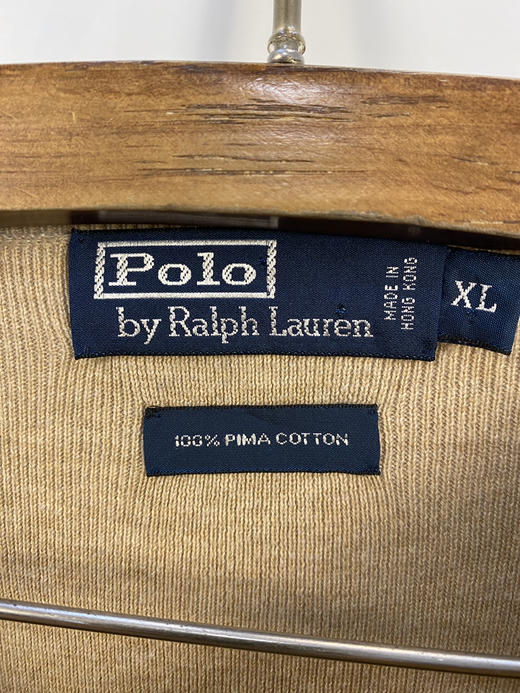 Polo
by Ralph Lauren
MADE IN
HONG KONG
XL
100% PIMA COTTON